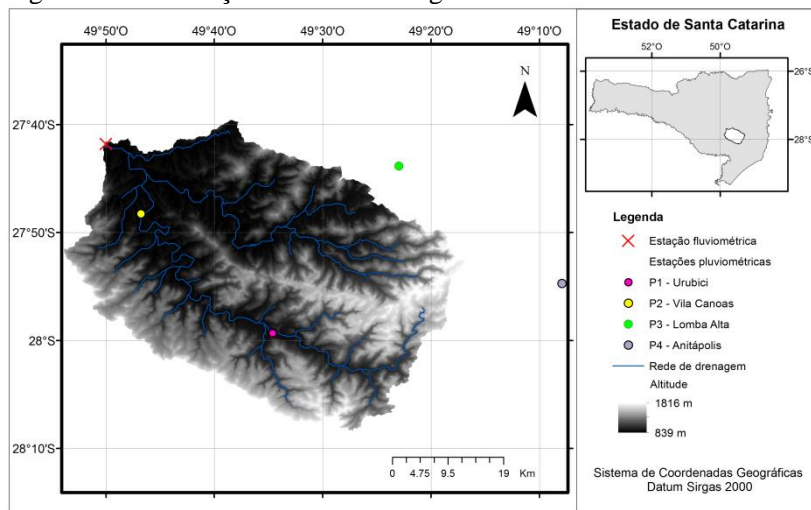 49°50'W 49°40'W 49°30'W 49°20'W 49°10'W
27°40'S
27°50'S
28°S
28°10'S
N
0 4.75 9.5 19 Km
Estado de Santa Catarina
52°O 50°O
26°S
28°S
Legenda
Estação fluviométrica
Estações pluviométricas
P1 - Urubici
P2 - Vila Canoas
P3 - Lomba Alta
P4 - Anitápolis
Rede de drenagem
Altitude
1816 m
839 m
Sistema de Coordenadas Geográficas
Datum Sirgas 2000